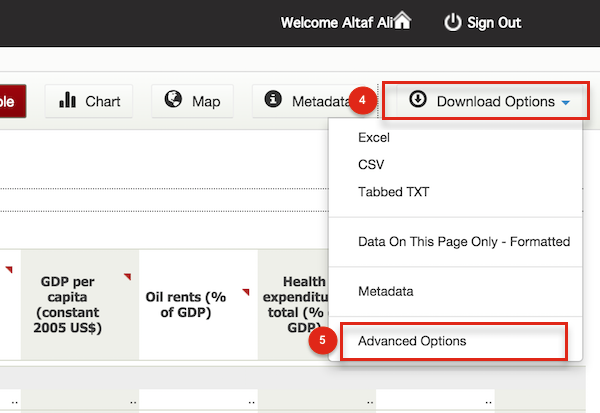 Welcome Altaf Ali
Sign Out
ble
Chart
Map
Metadata
4
Download Options
Excel
CSV
Tabbed TXT
Data On This Page Only - Formatted
Metadata
5
Advanced Options
GDP per
capita
(constant
2005 US$)
Oil rents (%
of GDP)
Health
expenditu
total (%
GDP)
.. .. .. .. ..